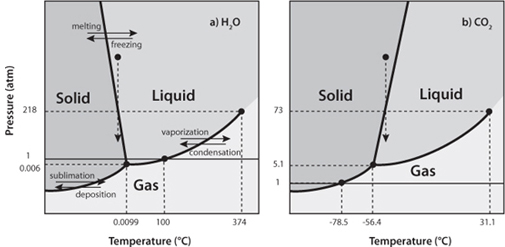 a) H₂O
melting
freezing
Solid
Liquid
vaporization
condensation
sublimation
deposition
Gas
Pressure (atm)
218
1
0.006
0.0099
100
374
Temperature (°C)
b) CO₂
Solid
Liquid
Gas
73
5.1
1
-78.5
-56.4
31.1
Temperature (°C)